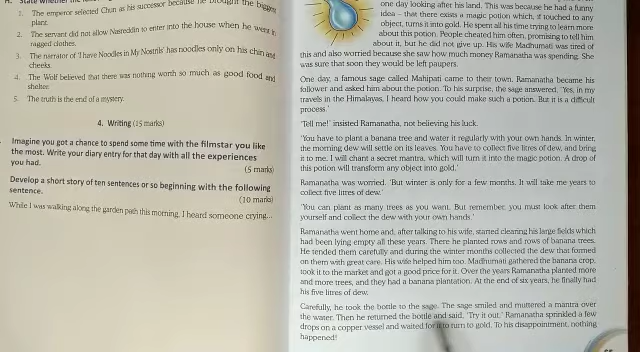 A. State whether the
1. The emperor selected Chun as his successor because he brought the biggest
plant.
2. The servant did not allow Nasreddin to enter into the house when he went in
ragged clothes.
3. The narrator of 'I have Noodles in My Nostrils' has noodles only on his chin and
cheeks.
4. The Wolf believed that there was nothing worth so much as good food and
shelter.
5. The truth is the end of a mystery.
4. Writing (15 marks)
Imagine you got a chance to spend some time with the filmstar you like
the most. Write your diary entry for that day with all the experiences
you had.
(5 marks)
Develop a short story of ten sentences or so beginning with the following
sentence.
(10 marks)
While I was walking along the garden path this morning, I heard someone crying...
one day looking after his land. This was because he had a funny
idea – that there exists a magic potion which, if touched to any
object, turns it into gold. He spent all his time trying to learn more
about this potion. People cheated him often, promising to tell him
about it, but he did not give up. His wife Madhumati was tired of
this and also worried because she saw how much money Ramanatha was spending. She
was sure that soon they would be left paupers.
One day, a famous sage called Mahipati came to their town. Ramanatha became his
follower and asked him about the potion. To his surprise, the sage answered, 'Yes, in my
travels in the Himalayas, I heard how you could make such a potion. But it is a difficult
process.'
'Tell me!' insisted Ramanatha, not believing his luck.
'You have to plant a banana tree and water it regularly with your own hands. In winter,
the morning dew will settle on its leaves. You have to collect five litres of dew, and bring
it to me. I will chant a secret mantra, which will turn it into the magic potion. A drop of
this potion will transform any object into gold.'
Ramanatha was worried. 'But winter is only for a few months. It will take me years to
collect five litres of dew.'
'You can plant as many trees as you want. But remember, you must look after them
yourself and collect the dew with your own hands.'
Ramanatha went home and, after talking to his wife, started clearing his large fields which
had been lying empty all these years. There he planted rows and rows of banana trees.
He tended them carefully and during the winter months collected the dew that formed
on them with great care. His wife helped him too. Madhumati gathered the banana crop,
took it to the market and got a good price for it. Over the years Ramanatha planted more
and more trees, and they had a banana plantation. At the end of six years, he finally had
his five litres of dew.
Carefully, he took the bottle to the sage. The sage smiled and muttered a mantra over
the water. Then he returned the bottle and said, 'Try it out.' Ramanatha sprinkled a few
drops on a copper vessel and waited for it to turn to gold. To his disappointment, nothing
happened!